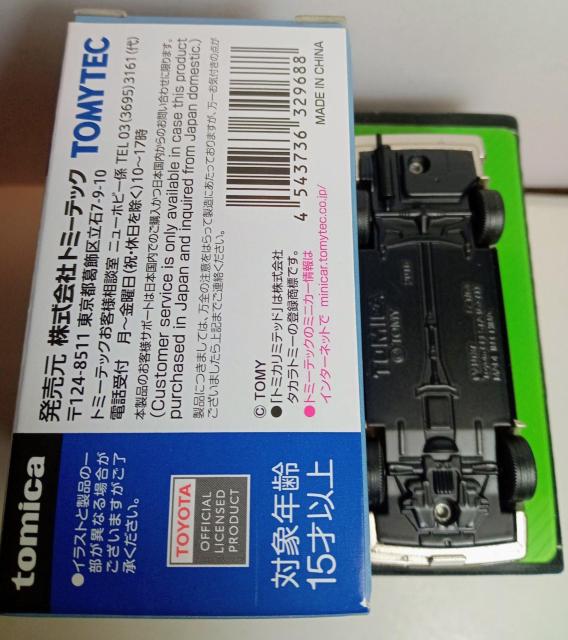 発売元 株式会社トミーテック TOMYTEC
〒124-8511 東京都葛飾区立石7-9-10
トミーテックお客様相談室 ニューホビー係 TEL 03(3695)3161(代)
電話受付 月〜金曜日(祝・休日を除く)10〜17時
本製品のお客様サポートは日本国内でのご購入かつ日本国内からのお問い合わせに限ります。
(Customer service is only available in case this product
purchased in Japan and inquired from Japan domestic.)
製品につきましては、万全の注意をはらって製造にあたっておりますが、万一お気付きの点が
ございましたら上記までご連絡ください。
© TOMY
●「トミカリミテッド」は株式会社
タカラトミーの登録商標です。
●トミーテックのミニカー情報は
インターネットで minicar.tomytec.co.jp/
4 543736 329688
MADE IN CHINA
tomica
●イラストと製品の一
部が異なる場合が
ございますがご了
承ください。
TOYOTA
OFFICIAL
LICENSED
PRODUCT
対象年齢
15才以上
TOMICA
© TOMY